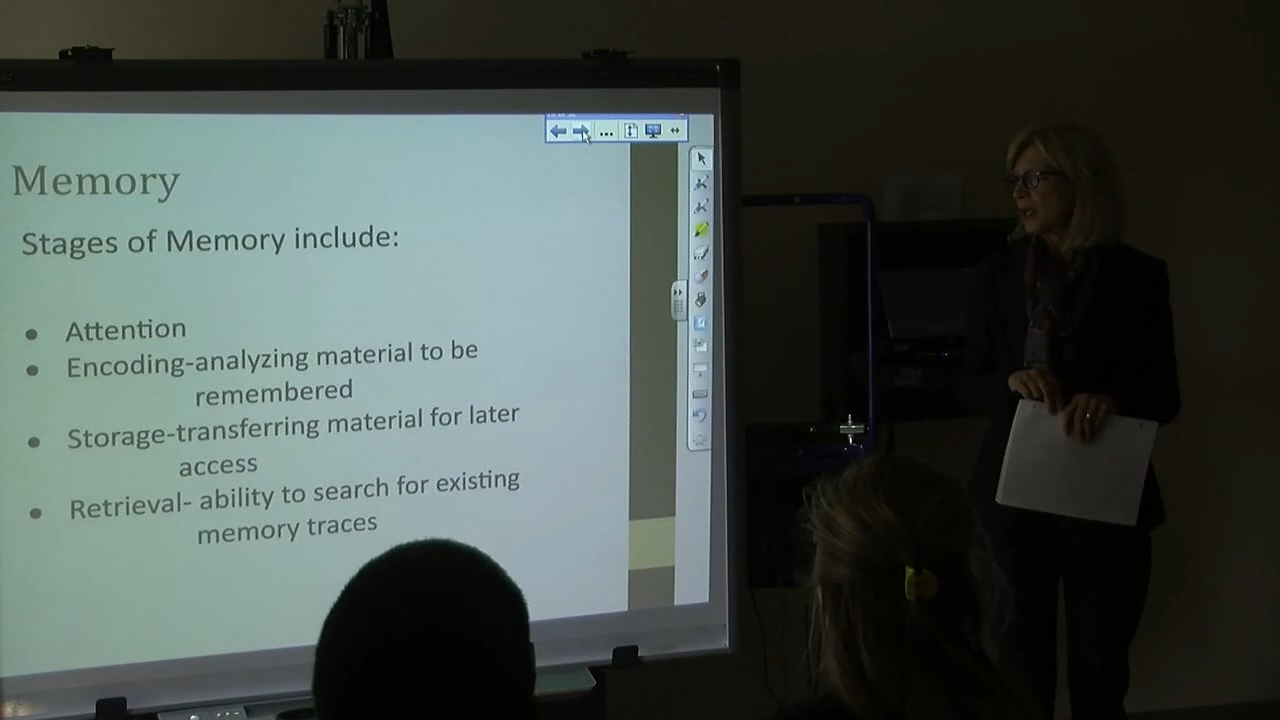 Memory
Stages of Memory include:
● Attention
● Encoding-analyzing material to be
remembered
● Storage-transferring material for later
access
● Retrieval- ability to search for existing
memory traces